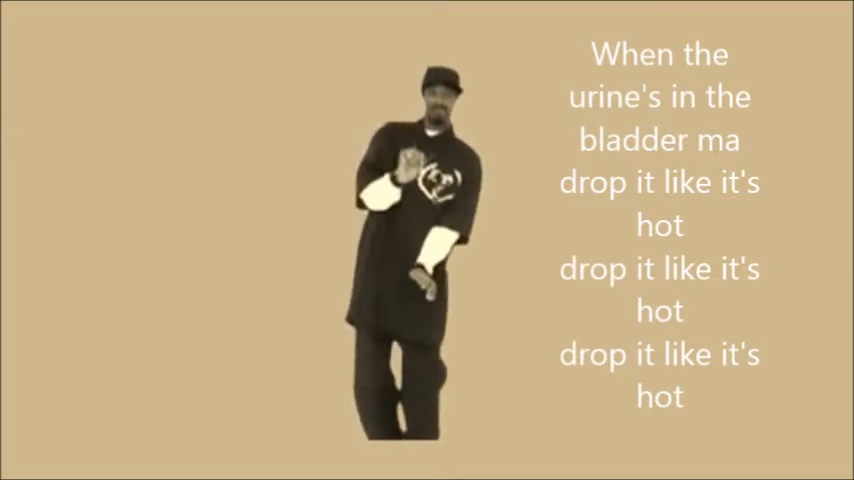 When the
urine's in the
bladder ma
drop it like it's
hot
drop it like it's
hot
drop it like it's
hot